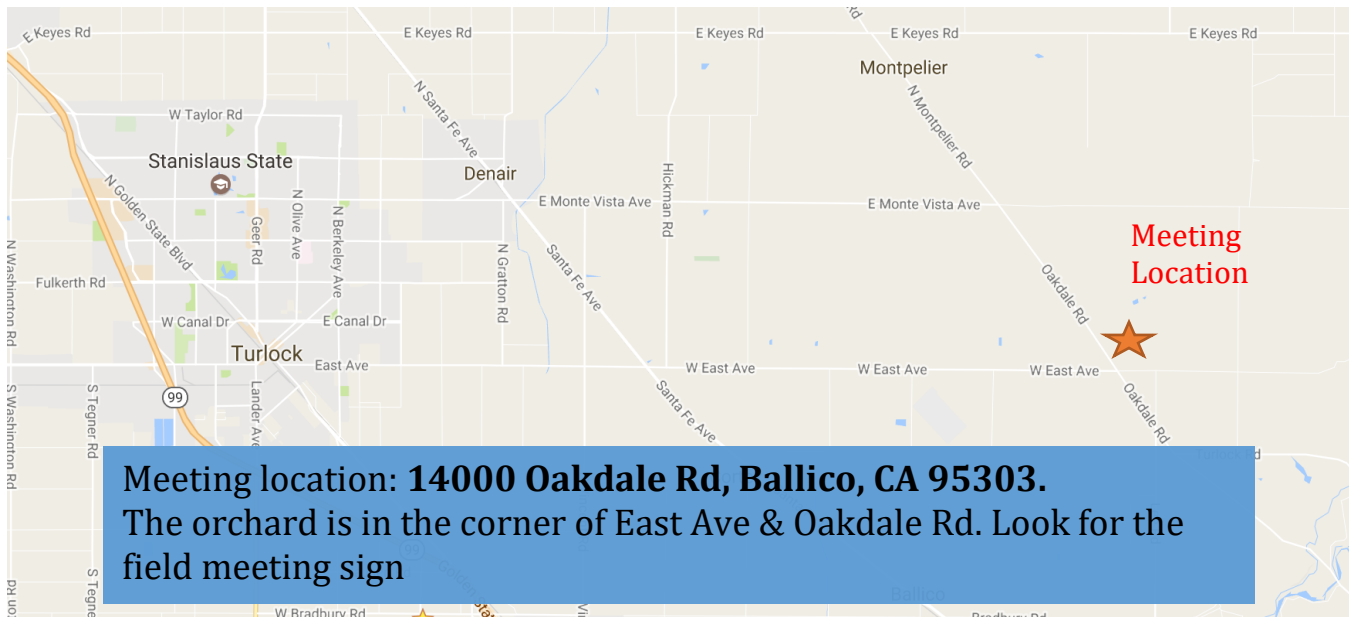 E Keyes Rd
E Keyes Rd
E Keyes Rd
E Keyes Rd
E Keyes Rd
Montpelier
N Santa Fe Ave
N Montpelier Rd
W Taylor Rd
Stanislaus State
Denair
Hickman Rd
N Golden State Blvd
N Olive Ave
N Berkeley Ave
Geer Rd
E Monte Vista Ave
E Monte Vista Ave
Meeting
Location
N Washington Rd
Fulkerth Rd
N Gratton Rd
Santa Fe Ave
Oakdale Rd
W Canal Dr
E Canal Dr
Turlock
East Ave
W East Ave
W East Ave
W East Ave
99
S Washington Rd
S Tegner Rd
Lander Ave
Santa Fe Ave
Oakdale Rd
Meeting location: 14000 Oakdale Rd, Ballico, CA 95303.
The orchard is in the corner of East Ave & Oakdale Rd. Look for the
field meeting sign
99
Ballico
S Tegne
W Bradbury Rd
Bradbury Rd